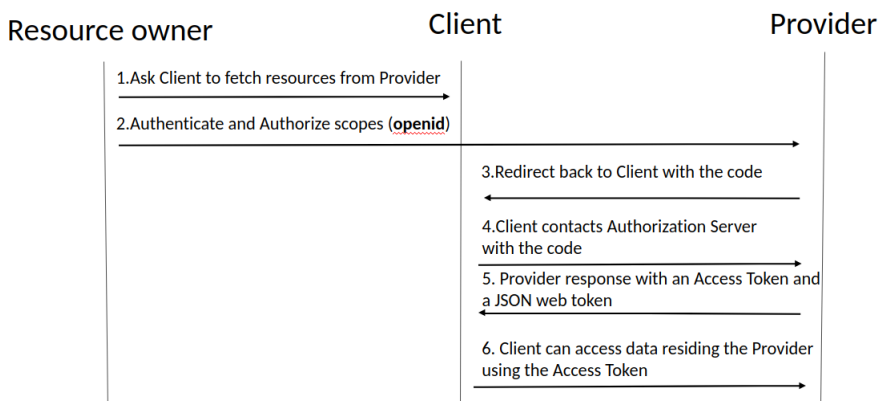 Resource owner
Client
Provider
1.Ask Client to fetch resources from Provider
2.Authenticate and Authorize scopes (openid)
3.Redirect back to Client with the code
4.Client contacts Authorization Server
with the code
5. Provider response with an Access Token and
a JSON web token
6. Client can access data residing the Provider
using the Access Token